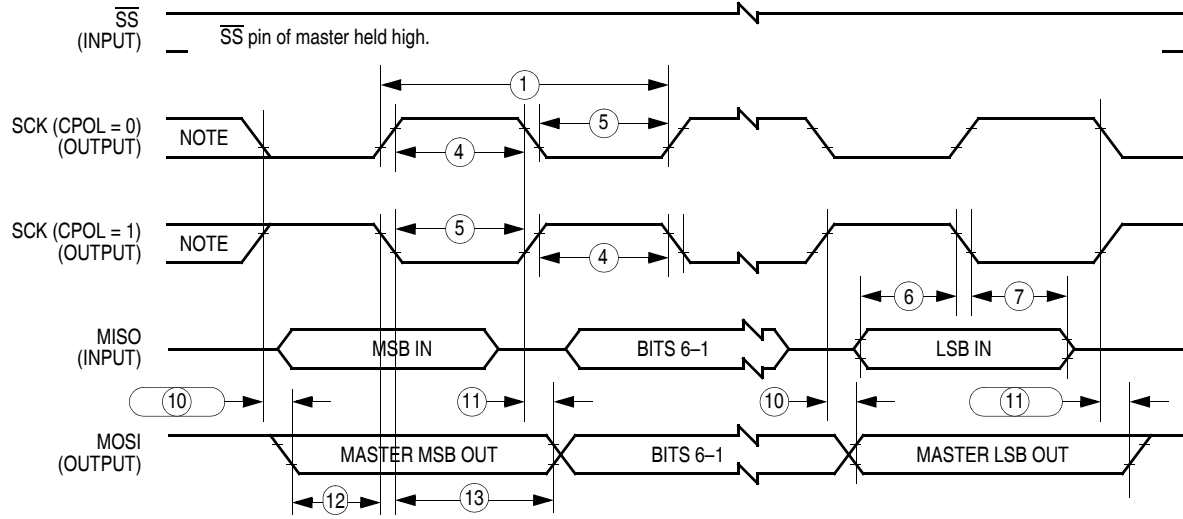 SS
(INPUT)
SS pin of master held high.
1
SCK (CPOL = 0)
(OUTPUT)
NOTE
5
4
SCK (CPOL = 1)
(OUTPUT)
NOTE
5
4
6
7
MISO
(INPUT)
MSB IN
BITS 6–1
LSB IN
10
11
10
11
MOSI
(OUTPUT)
MASTER MSB OUT
BITS 6–1
MASTER LSB OUT
12
13